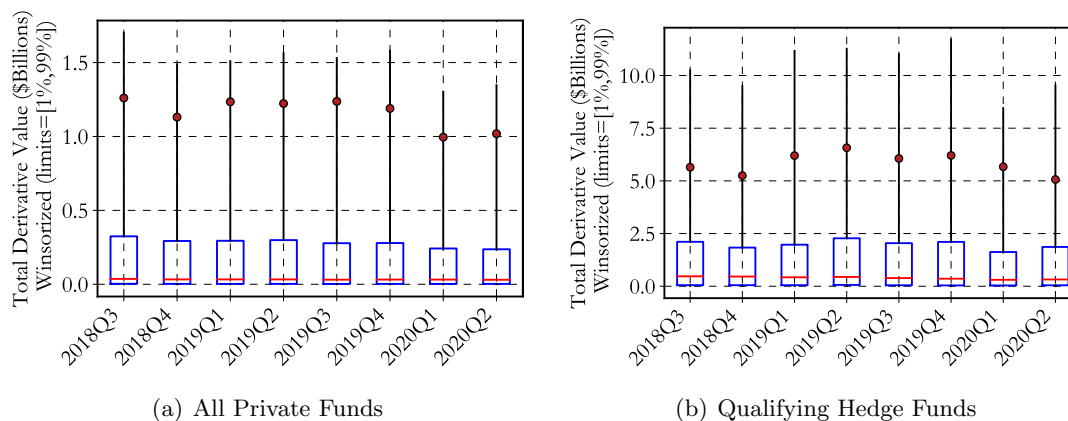 Total Derivative Value ($Billions)
Winsorized (limits=[1%,99%])
1.5
1.0
0.5
0.0
2018Q3
2018Q4
2019Q1
2019Q2
2019Q3
2019Q4
2020Q1
2020Q2
(a) All Private Funds
Total Derivative Value ($Billions)
Winsorized (limits=[1%,99%])
10.0
7.5
5.0
2.5
0.0
2018Q3
2018Q4
2019Q1
2019Q2
2019Q3
2019Q4
2020Q1
2020Q2
(b) Qualifying Hedge Funds